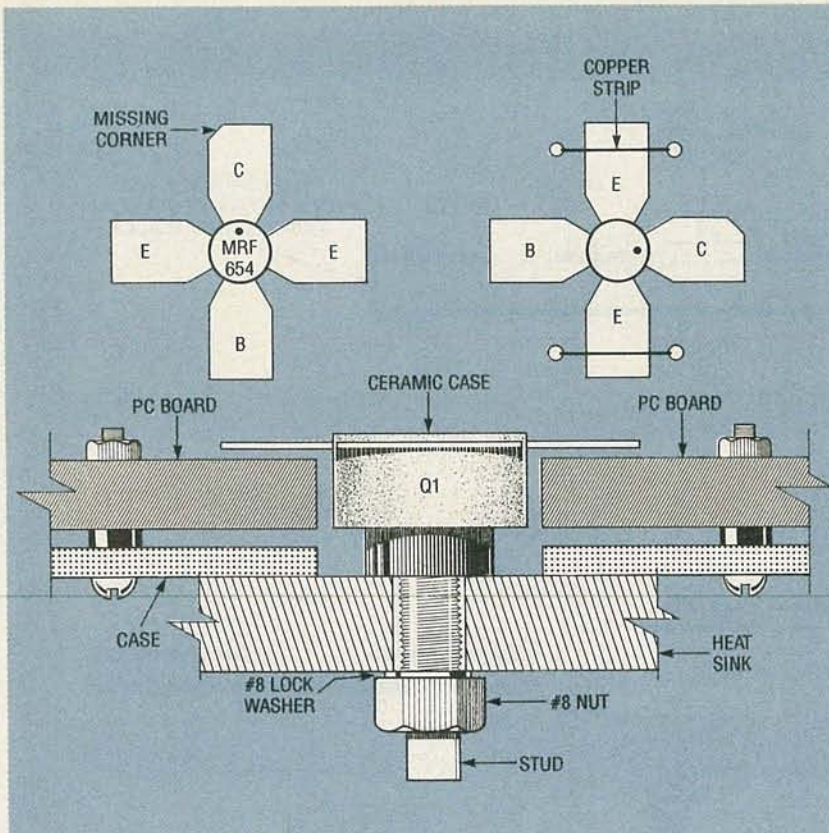 COPPER
STRIP
MISSING
CORNER
C
E
E
MRF
654
E
B
C
B
E
CERAMIC CASE
PC BOARD
PC BOARD
Q1
CASE
HEAT
SINK
#8 LOCK
WASHER
#8 NUT
STUD